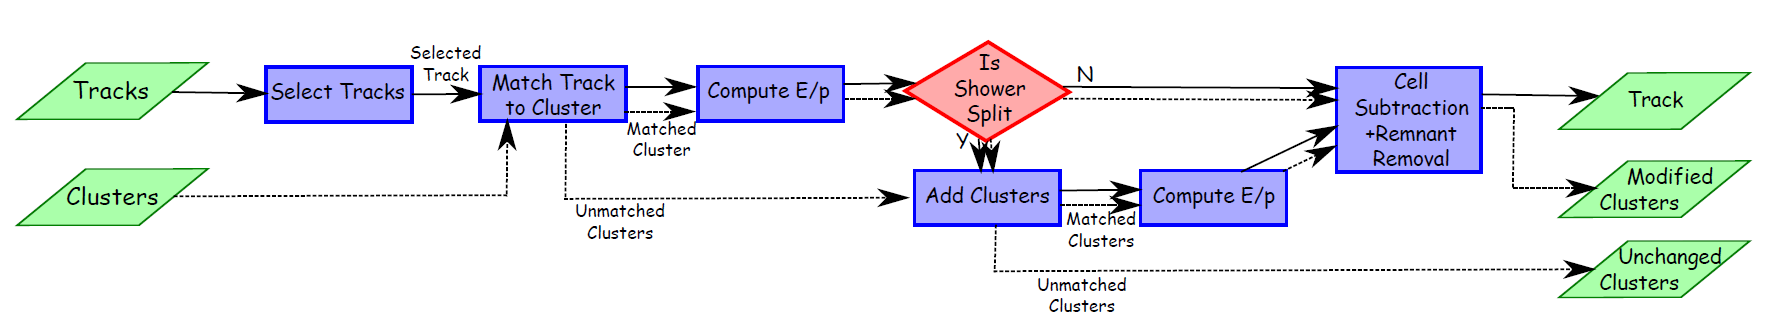 Tracks
Select Tracks
Selected
Track
Match Track
to Cluster
Matched
Cluster
Compute E/p
Is
Shower
Split
N
Y
Cell
Subtraction
+Remnant
Removal
Track
Clusters
Unmatched
Clusters
Add Clusters
Matched
Clusters
Compute E/p
Modified
Clusters
Unmatched
Clusters
Unchanged
Clusters